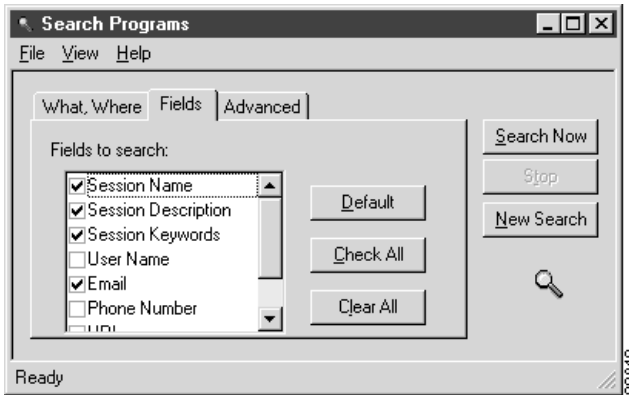 Search Programs
File View Help
What, Where Fields Advanced
Fields to search:
Session Name
Session Description
Session Keywords
User Name
Email
Phone Number
Default
Check All
Clear All
Search Now
Stop
New Search
Ready